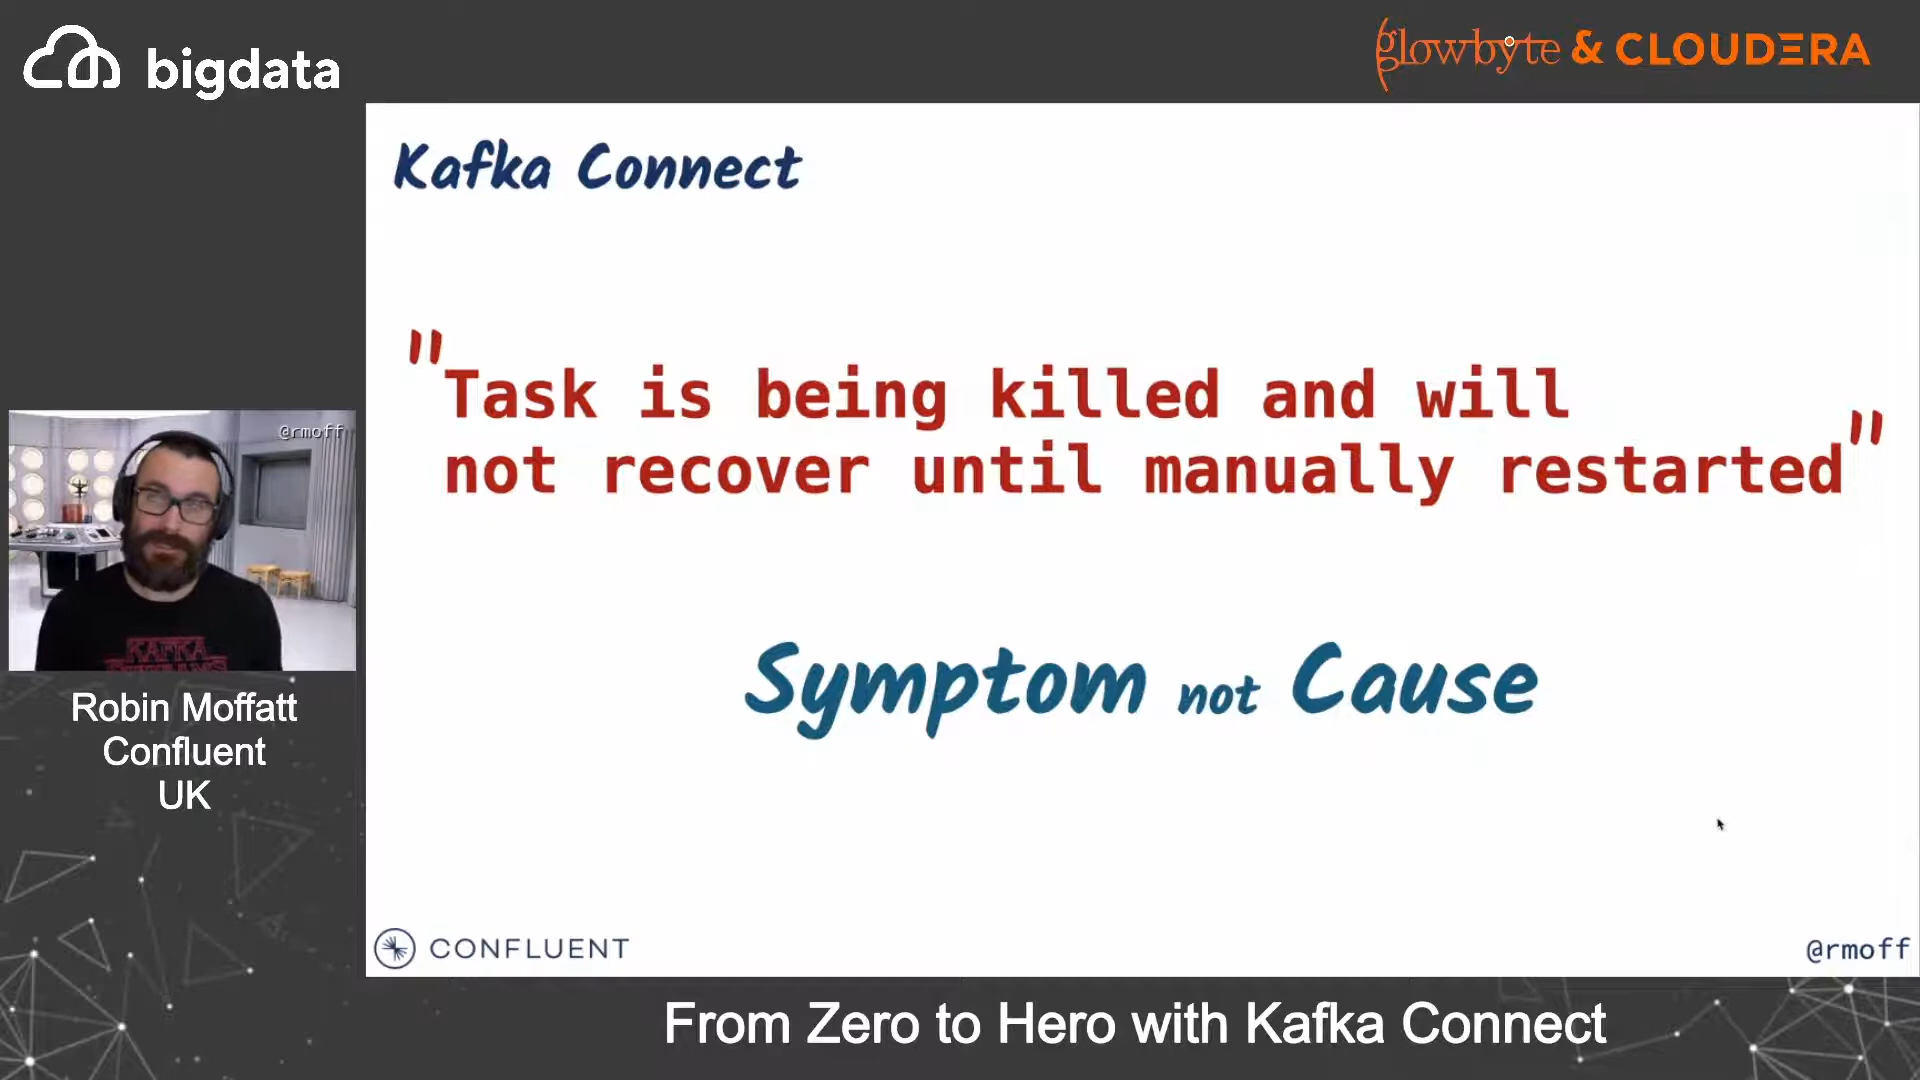 bigdata
glowbyte & CLOUDERA
Kafka Connect
"Task is being killed and will
not recover until manually restarted"
Symptom not Cause
@rmoff
KAFKA
Robin Moffatt
Confluent
UK
CONFLUENT
@rmoff
From Zero to Hero with Kafka Connect